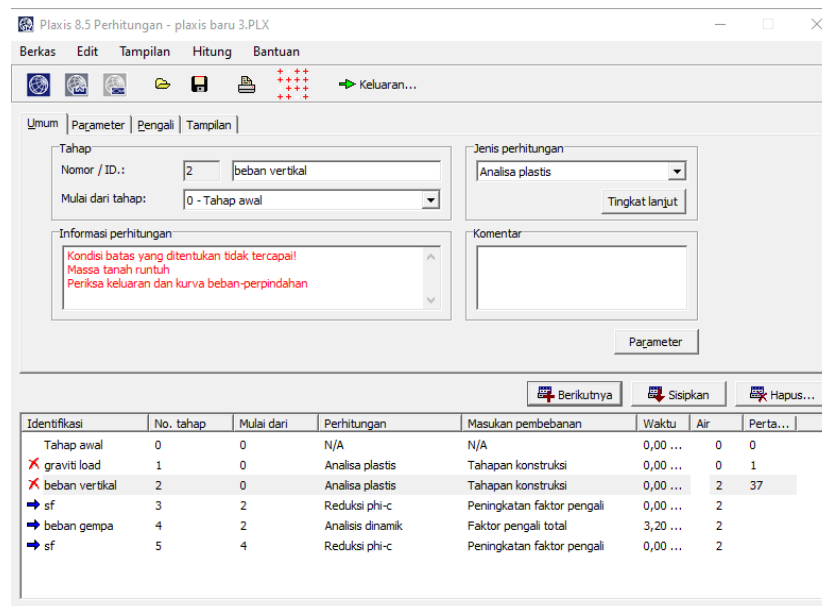 Plaxis 8.5 Perhitungan - plaxis baru 3.PLX
Berkas Edit Tampilan Hitung Bantuan
Keluaran...
Umum Parameter Pengali Tampilan
Tahap
Nomor / ID.: 2 beban vertikal
Mulai dari tahap: 0 - Tahap awal
Jenis perhitungan
Analisa plastis
Tingkat lanjut
Informasi perhitungan
Kondisi batas yang ditentukan tidak tercapai!
Massa tanah runtuh
Periksa keluaran dan kurva beban-perpindahan
Komentar
Parameter
Berikutnya Sisipkan Hapus...
Identifikasi No. tahap Mulai dari Perhitungan Masukan pembebanan Waktu Air Perta...
Tahap awal 0 0 N/A N/A 0,00 ... 0 0
graviti load 1 0 Analisa plastis Tahapan konstruksi 0,00 ... 0 1
beban vertikal 2 0 Analisa plastis Tahapan konstruksi 0,00 ... 2 37
sf 3 2 Reduksi phi-c Peningkatan faktor pengali 0,00 ... 2
beban gempa 4 2 Analisis dinamik Faktor pengali total 3,20 ... 2
sf 5 4 Reduksi phi-c Peningkatan faktor pengali 0,00 ... 2